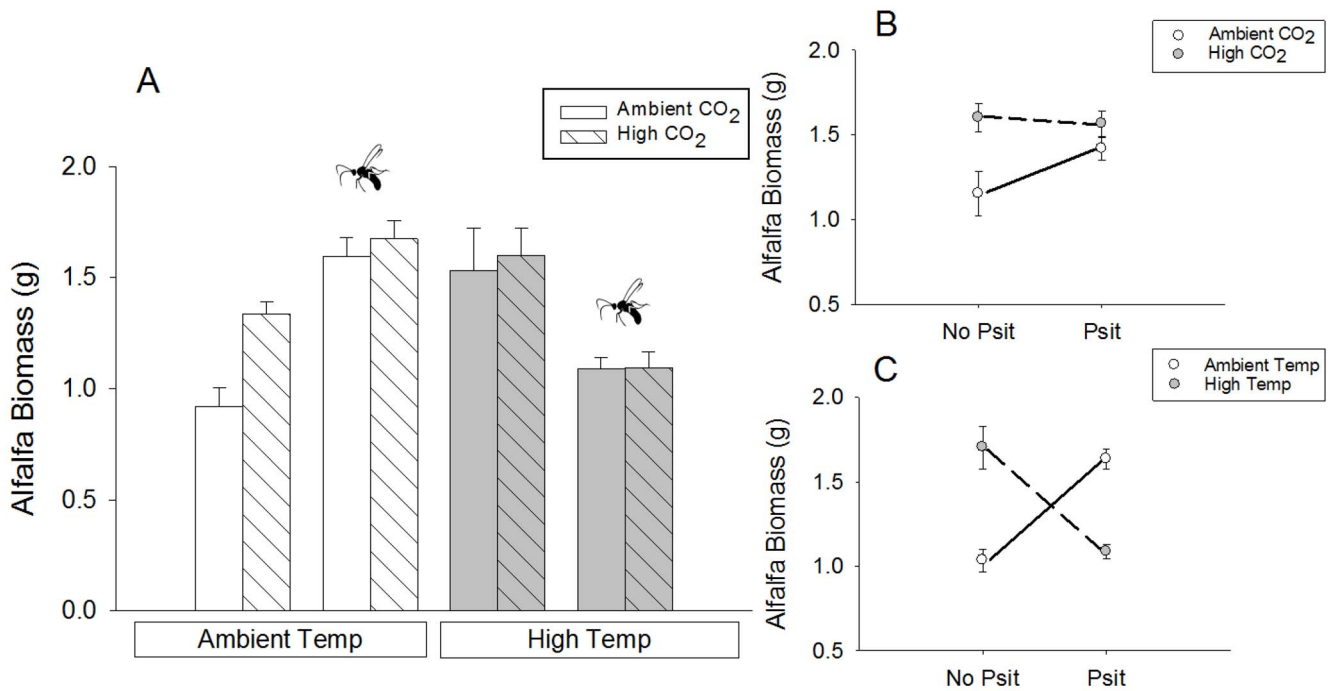 A
Ambient CO2
High CO2
Alfalfa Biomass (g)
2.0
1.5
1.0
0.5
0.0
Ambient Temp
High Temp
B
Ambient CO2
High CO2
Alfalfa Biomass (g)
2.0
1.5
1.0
0.5
No Psit
Psit
C
Ambient Temp
High Temp
Alfalfa Biomass (g)
2.0
1.5
1.0
0.5
No Psit
Psit